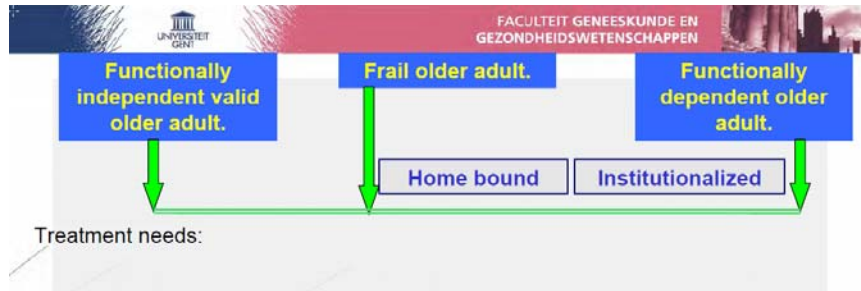 UNIVERSITEIT
GENT
FACULTEIT GENEESKUNDE EN
GEZONDHEIDSWETENSCHAPPEN
Functionally
independent valid
older adult.
Frail older adult.
Functionally
dependent older
adult.
Home bound
Institutionalized
Treatment needs: